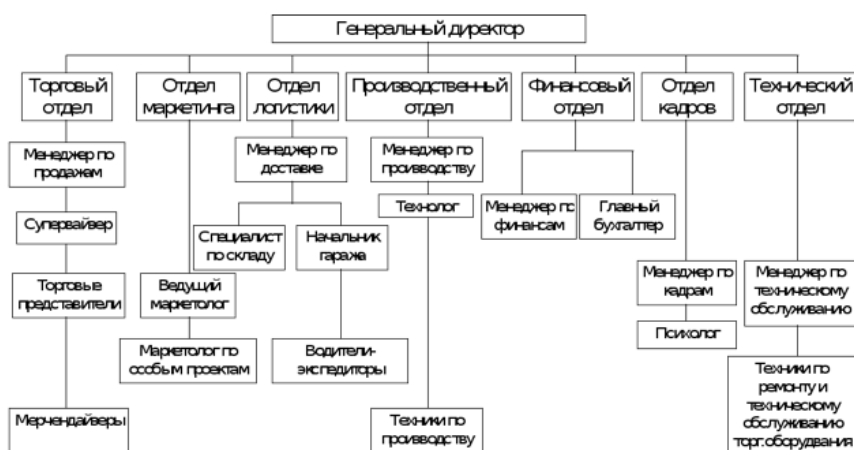 Генеральный директор
Торговый
отдел
Отдел
маркетинга
Отдел
логистики
Производственный
отдел
Финансовый
отдел
Отдел
кадров
Технический
отдел
Менеджер по
продажам
Менеджер по
доставке
Менеджер по
производству
Супервайвер
Специалист
по складу
Начальник
гаража
Технолог
Менеджер по
финансам
Главный
бухгалтер
Торговые
представители
Ведущий
маркетолог
Менеджер по
кадрам
Менеджер по
техническому
обслуживанию
Маркетолог по
особым проектам
Водители-
экспедиторы
Психолог
Мерчендайверы
Техники по
производству
Техники по
ремонту и
техническому
обслуживанию
торг.оборудвания